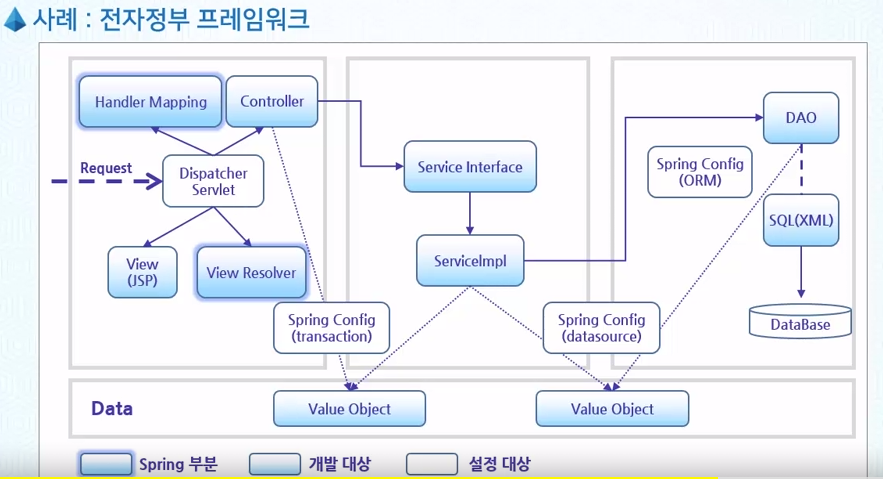 사례 : 전자정부 프레임워크
Handler Mapping
Controller
Request
Dispatcher
Servlet
View
(JSP)
View Resolver
Service Interface
ServiceImpl
DAO
Spring Config
(ORM)
SQL(XML)
DataBase
Spring Config
(transaction)
Spring Config
(datasource)
Data
Value Object
Value Object
Spring 부분
개발 대상
설정 대상